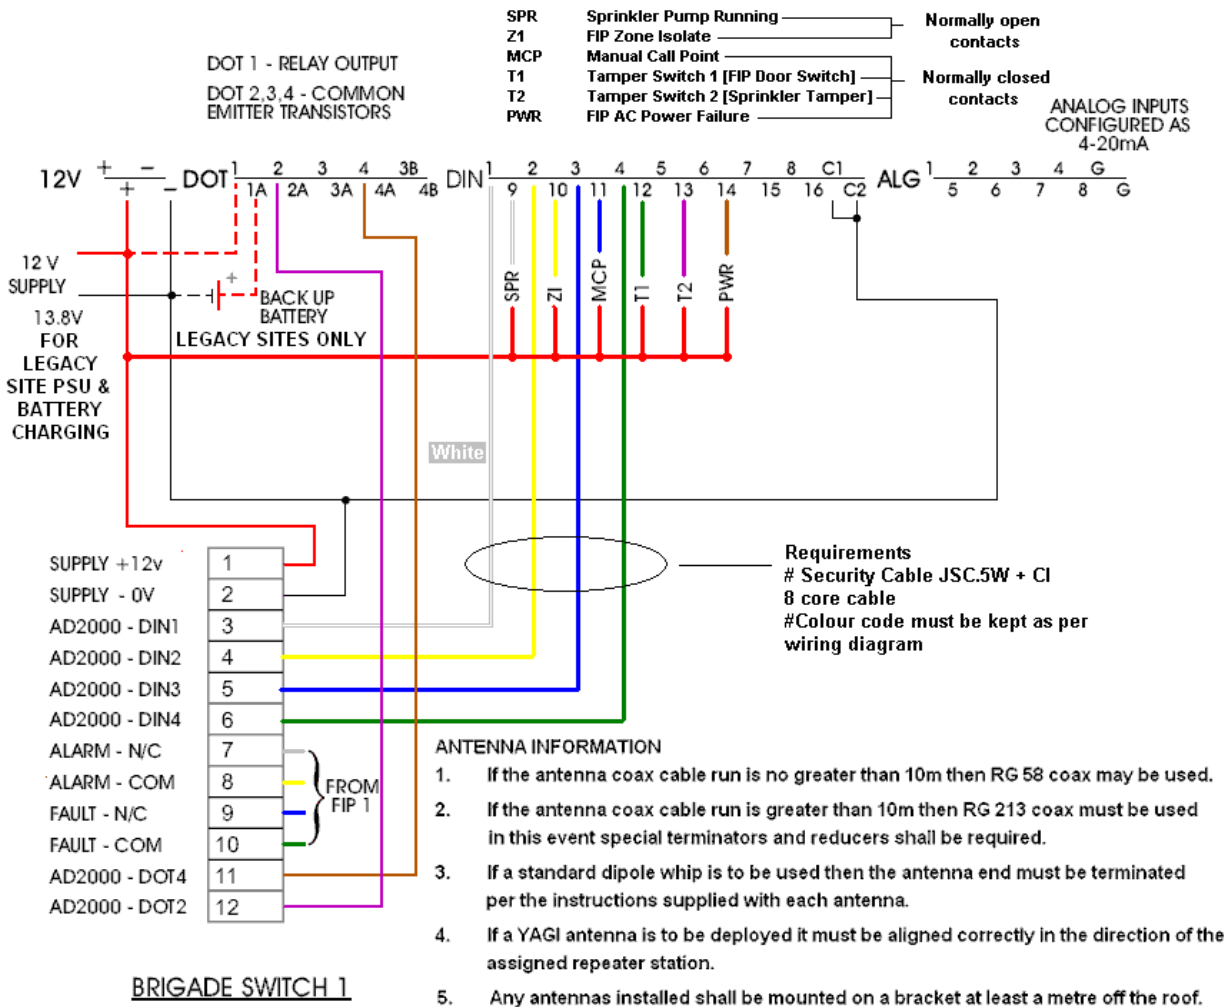 SPR Sprinkler Pump Running
Z1 FIP Zone Isolate
MCP Manual Call Point
T1 Tamper Switch 1 [FIP Door Switch]
T2 Tamper Switch 2 [Sprinkler Tamper]
PWR FIP AC Power Failure
Normally open
contacts
Normally closed
contacts
DOT 1 - RELAY OUTPUT
DOT 2,3,4 - COMMON
EMITTER TRANSISTORS
ANALOG INPUTS
CONFIGURED AS
4-20mA
12V + - + -
DOT 1 2 3 4 3B
1A 2A 3A 4A 4B
DIN 1 2 3 4 5 6 7 8 C1
9 10 11 12 13 14 15 16 C2
ALG 1 2 3 4 G
5 6 7 8 G
12 V
SUPPLY
13.8V
FOR
LEGACY
SITE PSU &
BATTERY
CHARGING
+
BACK UP
BATTERY
LEGACY SITES ONLY
SPR
ZI
MCP
T1
T2
PWR
White
Requirements
# Security Cable JSC.5W + CI
8 core cable
#Colour code must be kept as per
wiring diagram
SUPPLY +12v 1
SUPPLY - 0V 2
AD2000 - DIN1 3
AD2000 - DIN2 4
AD2000 - DIN3 5
AD2000 - DIN4 6
ALARM - N/C 7
ALARM - COM 8
FAULT - N/C 9
FAULT - COM 10
AD2000 - DOT4 11
AD2000 - DOT2 12
FROM
FIP 1
BRIGADE SWITCH 1
ANTENNA INFORMATION
1. If the antenna coax cable run is no greater than 10m then RG 58 coax may be used.
2. If the antenna coax cable run is greater than 10m then RG 213 coax must be used
in this event special terminators and reducers shall be required.
3. If a standard dipole whip is to be used then the antenna end must be terminated
per the instructions supplied with each antenna.
4. If a YAGI antenna is to be deployed it must be aligned correctly in the direction of the
assigned repeater station.
5. Any antennas installed shall be mounted on a bracket at least a metre off the roof.